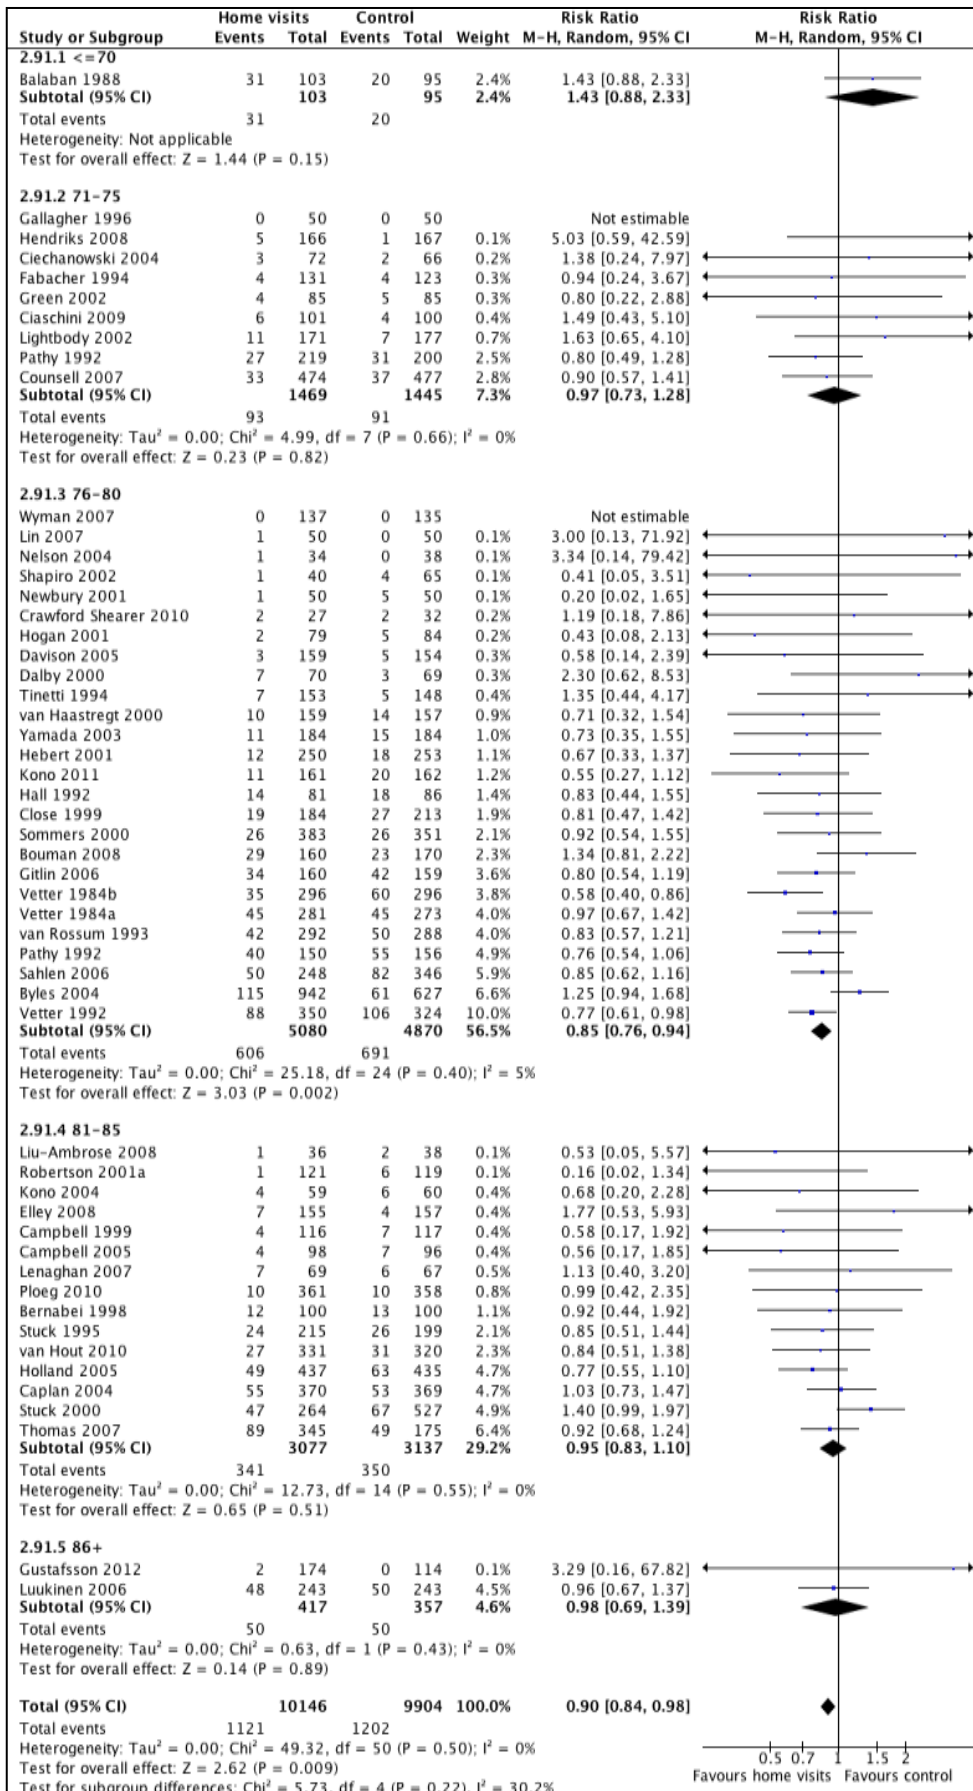 Home visits Control Risk Ratio Risk Ratio
Study or Subgroup Events Total Events Total Weight M-H, Random, 95% CI M-H, Random, 95% CI
2.91.1 <=70
Balaban 1988 31 103 20 95 2.4% 1.43 [0.88, 2.33]
Subtotal (95% CI) 103 95 2.4% 1.43 [0.88, 2.33]
Total events 31 20
Heterogeneity: Not applicable
Test for overall effect: Z = 1.44 (P = 0.15)
2.91.2 71-75
Gallagher 1996 0 50 0 50 Not estimable
Hendriks 2008 5 166 1 167 0.1% 5.03 [0.59, 42.59]
Ciechanowski 2004 3 72 2 66 0.2% 1.38 [0.24, 7.97]
Fabacher 1994 4 131 4 123 0.3% 0.94 [0.24, 3.67]
Green 2002 4 85 5 85 0.3% 0.80 [0.22, 2.88]
Ciaschini 2009 6 101 4 100 0.4% 1.49 [0.43, 5.10]
Lightbody 2002 11 171 7 177 0.7% 1.63 [0.65, 4.10]
Pathy 1992 27 219 31 200 2.5% 0.80 [0.49, 1.28]
Counsell 2007 33 474 37 477 2.8% 0.90 [0.57, 1.41]
Subtotal (95% CI) 1469 1445 7.3% 0.97 [0.73, 1.28]
Total events 93 91
Heterogeneity: Tau² = 0.00; Chi² = 4.99, df = 7 (P = 0.66); I² = 0%
Test for overall effect: Z = 0.23 (P = 0.82)
2.91.3 76-80
Wyman 2007 0 137 0 135 Not estimable
Lin 2007 1 50 0 50 0.1% 3.00 [0.13, 71.92]
Nelson 2004 1 34 0 38 0.1% 3.34 [0.14, 79.42]
Shapiro 2002 1 40 4 65 0.1% 0.41 [0.05, 3.51]
Newbury 2001 1 50 5 50 0.1% 0.20 [0.02, 1.65]
Crawford Shearer 2010 2 27 2 32 0.2% 1.19 [0.18, 7.86]
Hogan 2001 2 79 5 84 0.2% 0.43 [0.08, 2.13]
Davison 2005 3 159 5 154 0.3% 0.58 [0.14, 2.39]
Dalby 2000 7 70 3 69 0.3% 2.30 [0.62, 8.53]
Tinetti 1994 7 153 5 148 0.4% 1.35 [0.44, 4.17]
van Haastregt 2000 10 159 14 157 0.9% 0.71 [0.32, 1.54]
Yamada 2003 11 184 15 184 1.0% 0.73 [0.35, 1.55]
Hebert 2001 12 250 18 253 1.1% 0.67 [0.33, 1.37]
Kono 2011 11 161 20 162 1.2% 0.55 [0.27, 1.12]
Hall 1992 14 81 18 86 1.4% 0.83 [0.44, 1.55]
Close 1999 19 184 27 213 1.9% 0.81 [0.47, 1.42]
Sommers 2000 26 383 26 351 2.1% 0.92 [0.54, 1.55]
Bouman 2008 29 160 23 170 2.3% 1.34 [0.81, 2.22]
Gitlin 2006 34 160 42 159 3.6% 0.80 [0.54, 1.19]
Vetter 1984b 35 296 60 296 3.8% 0.58 [0.40, 0.86]
Vetter 1984a 45 281 45 273 4.0% 0.97 [0.67, 1.42]
van Rossum 1993 42 292 50 288 4.0% 0.83 [0.57, 1.21]
Pathy 1992 40 150 55 156 4.9% 0.76 [0.54, 1.06]
Sahlen 2006 50 248 82 346 5.9% 0.85 [0.62, 1.16]
Byles 2004 115 942 61 627 6.6% 1.25 [0.94, 1.68]
Vetter 1992 88 350 106 324 10.0% 0.77 [0.61, 0.98]
Subtotal (95% CI) 5080 4870 56.5% 0.85 [0.76, 0.94]
Total events 606 691
Heterogeneity: Tau² = 0.00; Chi² = 25.18, df = 24 (P = 0.40); I² = 5%
Test for overall effect: Z = 3.03 (P = 0.002)
2.91.4 81-85
Liu-Ambrose 2008 1 36 2 38 0.1% 0.53 [0.05, 5.57]
Robertson 2001a 1 121 6 119 0.1% 0.16 [0.02, 1.34]
Kono 2004 4 59 6 60 0.4% 0.68 [0.20, 2.28]
Elley 2008 7 155 4 157 0.4% 1.77 [0.53, 5.93]
Campbell 1999 4 116 7 117 0.4% 0.58 [0.17, 1.92]
Campbell 2005 4 98 7 96 0.4% 0.56 [0.17, 1.85]
Lenaghan 2007 7 69 6 67 0.5% 1.13 [0.40, 3.20]
Ploeg 2010 10 361 10 358 0.8% 0.99 [0.42, 2.35]
Bernabei 1998 12 100 13 100 1.1% 0.92 [0.44, 1.92]
Stuck 1995 24 215 26 199 2.1% 0.85 [0.51, 1.44]
van Hout 2010 27 331 31 320 2.3% 0.84 [0.51, 1.38]
Holland 2005 49 437 63 435 4.7% 0.77 [0.55, 1.10]
Caplan 2004 55 370 53 369 4.7% 1.03 [0.73, 1.47]
Stuck 2000 47 264 67 527 4.9% 1.40 [0.99, 1.97]
Thomas 2007 89 345 49 175 6.4% 0.92 [0.68, 1.24]
Subtotal (95% CI) 3077 3137 29.2% 0.95 [0.83, 1.10]
Total events 341 350
Heterogeneity: Tau² = 0.00; Chi² = 12.73, df = 14 (P = 0.55); I² = 0%
Test for overall effect: Z = 0.65 (P = 0.51)
2.91.5 86+
Gustafsson 2012 2 174 0 114 0.1% 3.29 [0.16, 67.82]
Luukinen 2006 48 243 50 243 4.5% 0.96 [0.67, 1.37]
Subtotal (95% CI) 417 357 4.6% 0.98 [0.69, 1.39]
Total events 50 50
Heterogeneity: Tau² = 0.00; Chi² = 0.63, df = 1 (P = 0.43); I² = 0%
Test for overall effect: Z = 0.14 (P = 0.89)
Total (95% CI) 10146 9904 100.0% 0.90 [0.84, 0.98]
Total events 1121 1202
Heterogeneity: Tau² = 0.00; Chi² = 49.32, df = 50 (P = 0.50); I² = 0%
Test for overall effect: Z = 2.62 (P = 0.009)
Test for subgroup differences: Chi² = 5.73, df = 4 (P = 0.22), I² = 30.2%
0.5 0.7 1 1.5 2
Favours home visits Favours control